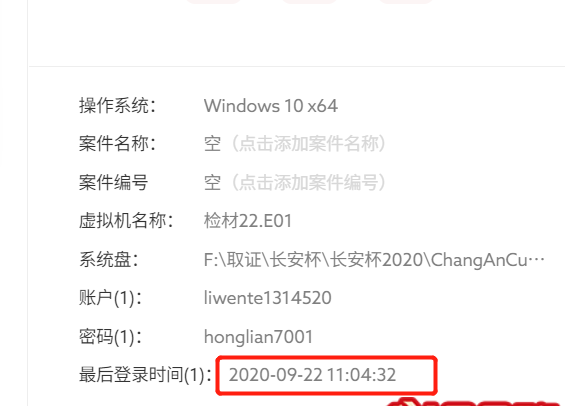 操作系统： Windows 10 x64
案件名称： 空（点击添加案件名称）
案件编号 空（点击添加案件编号）
虚拟机名称： 检材22.E01
系统盘： F:\取证\长安杯\长安杯2020\ChangAnCu···
账户(1)： liwente1314520
密码(1)： honglian7001
最后登录时间(1)： 2020-09-22 11:04:32